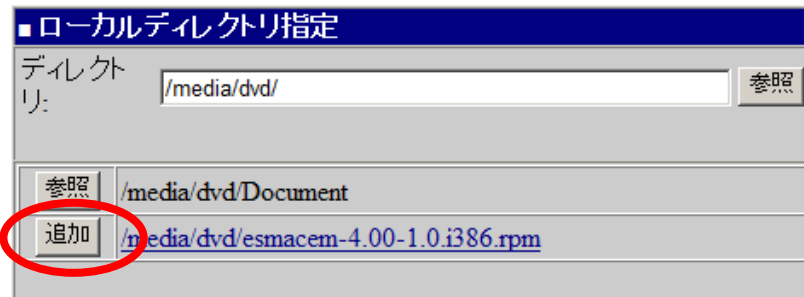 ■ローカルディレクトリ指定
ディレクト
リ:
/media/dvd/
参照
参照 /media/dvd/Document
追加 /media/dvd/esmacem-4.00-1.0.i386.rpm